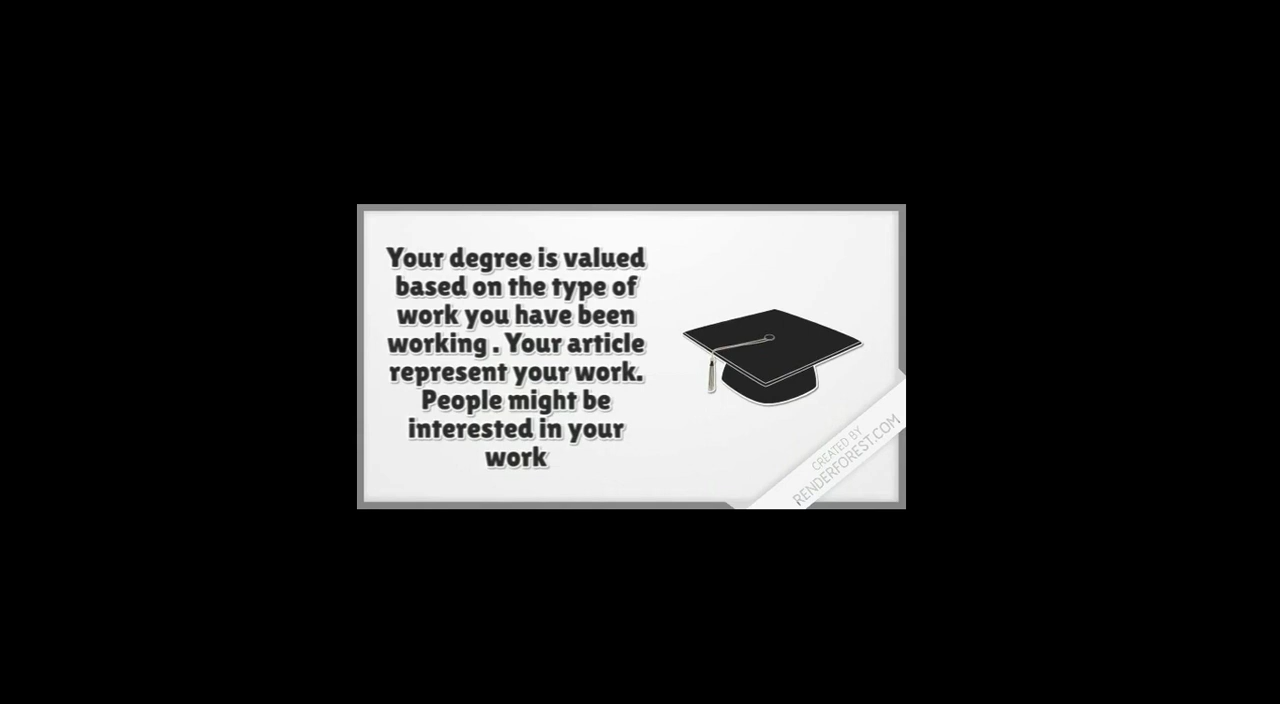 Your degree is valued
based on the type of
work you have been
working . Your article
represent your work.
People might be
interested in your
work
CREATED BY
RENDERFOREST.COM